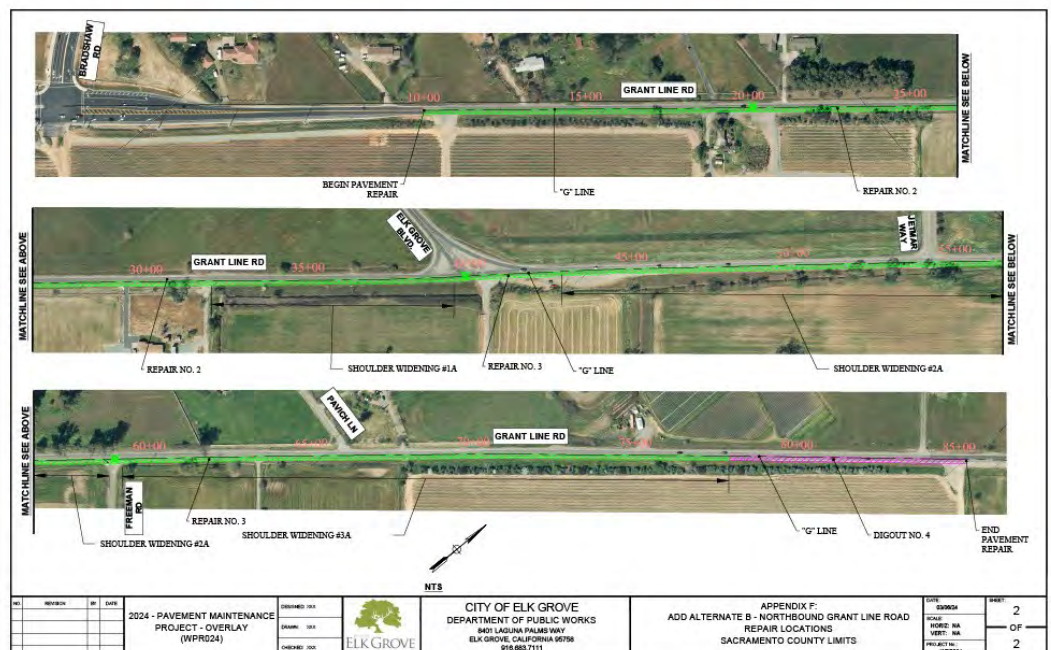 BRADSHAW
RD
10+00
15+00
GRANT LINE RD
20+00
25+00
MATCHLINE SEE BELOW
BEGIN PAVEMENT
REPAIR
"G" LINE
REPAIR NO. 2
MATCHLINE SEE ABOVE
30+00
GRANT LINE RD
35+00
ELK GROVE
BLVD.
45+00
WAY
MATCHLINE SEE BELOW
REPAIR NO. 2
SHOULDER WIDENING #1A
REPAIR NO. 3
"G" LINE
SHOULDER WIDENING #2A
MATCHLINE SEE ABOVE
60+00
65+00
PAVICH LN
GRANT LINE RD
75+00
80+00
85+00
FREEMAN
RD
REPAIR NO. 3
SHOULDER WIDENING #2A
SHOULDER WIDENING #3A
"G" LINE
DIGOUT NO. 4
END
PAVEMENT
REPAIR
NTS
NO. REVISION BY DATE
2024 - PAVEMENT MAINTENANCE
PROJECT - OVERLAY
(WPR024)
DESIGNED: XXX
DRAWN: XXX
CHECKED: XXX
ELK GROVE
CITY OF ELK GROVE
DEPARTMENT OF PUBLIC WORKS
8401 LAGUNA PALMS WAY
ELK GROVE, CALIFORNIA 95758
916.683.7111
APPENDIX F:
ADD ALTERNATE B - NORTHBOUND GRANT LINE ROAD
REPAIR LOCATIONS
SACRAMENTO COUNTY LIMITS
DATE:
SCALE
HORIZ: NA
VERT: NA
PROJECT No.:
SHEET:
2
OF
2